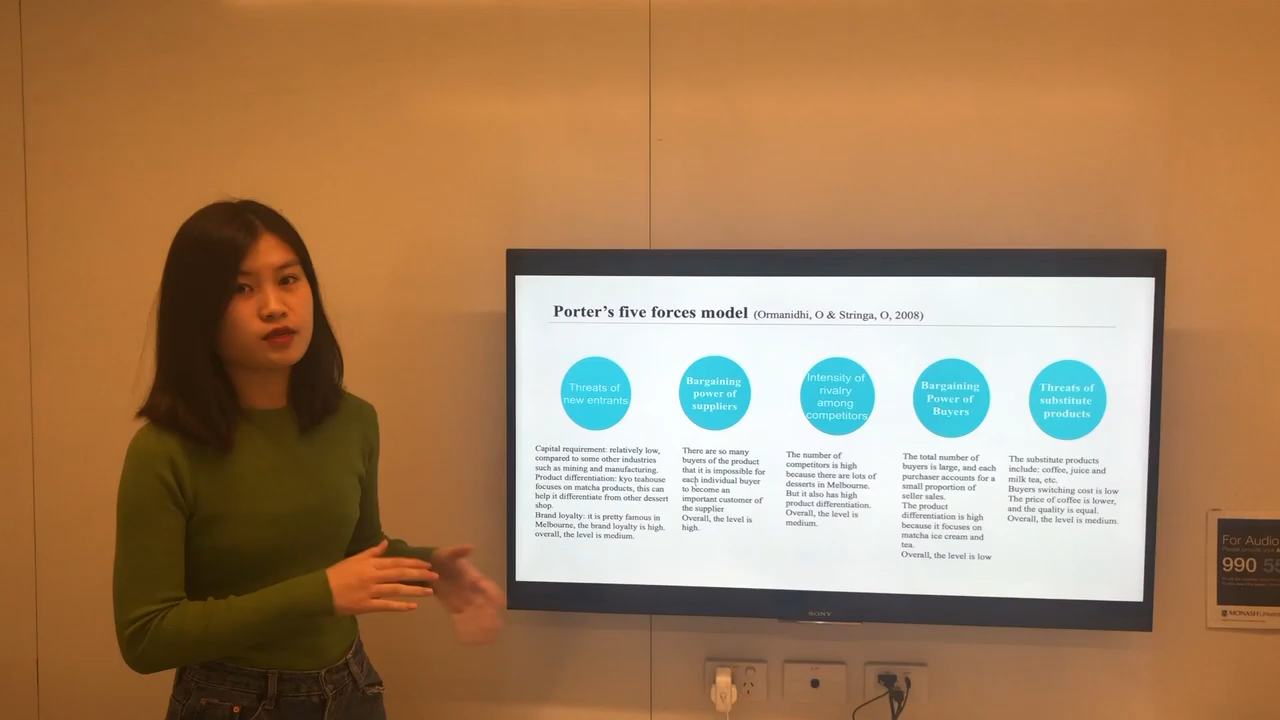 Porter's five forces model (Ormanidhi, O & Stringa, O, 2008)
Threats of
new entrants
Bargaining
power of
suppliers
Intensity of
rivalry
among
competitors
Bargaining
Power of
Buyers
Threats of
substitute
products
Capital requirement: relatively low,
compared to some other industries
such as mining and manufacturing.
Product differentiation: kyo teahouse
focuses on matcha products, this can
help it differentiate from other dessert
shop.
Brand loyalty: it is pretty famous in
Melbourne, the brand loyalty is high.
overall, the level is medium.
There are so many
buyers of the product
that it is impossible for
each individual buyer
to become an
important customer of
the supplier
Overall, the level is
high.
The number of
competitors is high
because there are lots of
desserts in Melbourne.
But it also has high
product differentiation.
Overall, the level is
medium.
The total number of
buyers is large, and each
purchaser accounts for a
small proportion of
seller sales.
The product
differentiation is high
because it focuses on
matcha ice cream and
tea.
Overall, the level is low
The substitute products
include: coffee, juice and
milk tea, etc.
Buyers switching cost is low
The price of coffee is lower,
and the quality is equal.
Overall, the level is medium.
SONY
For Audio
990 55
MONASH